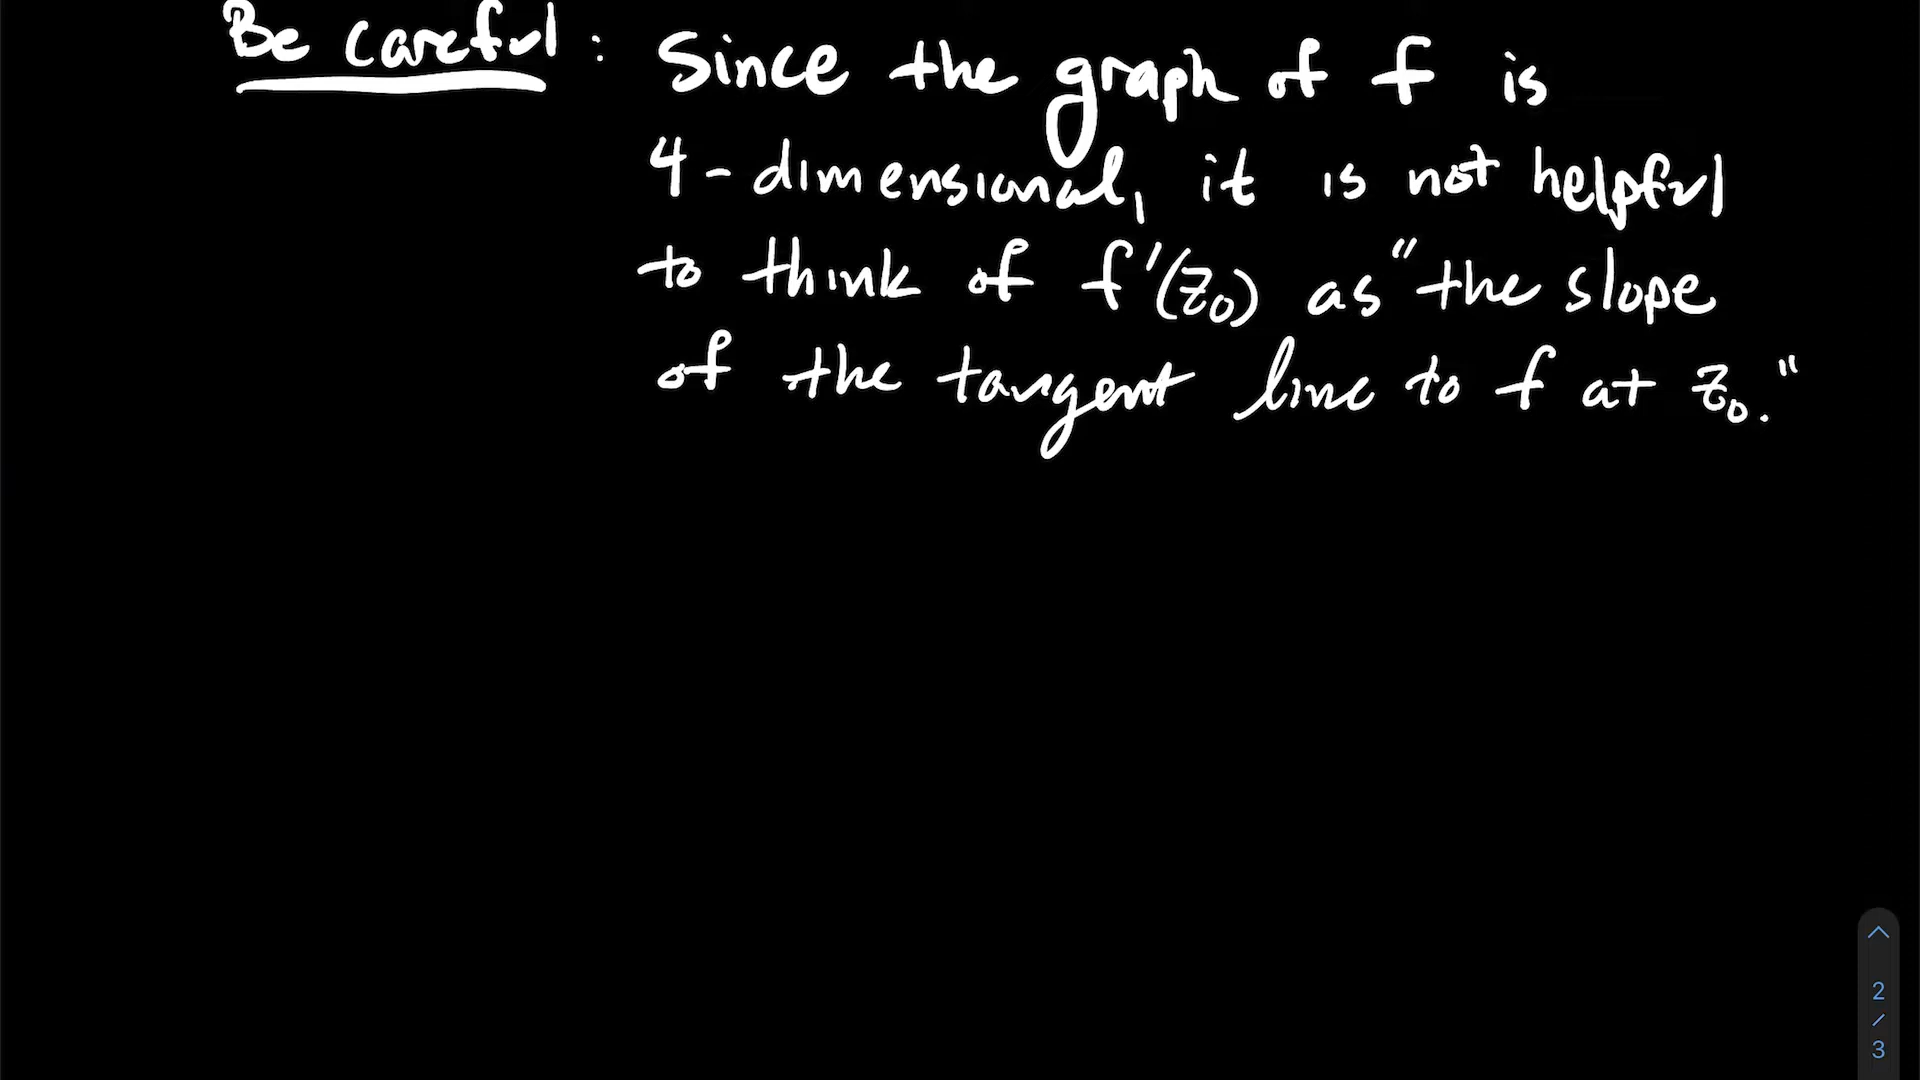 Be careful: Since the graph of f is
4-dimensional, it is not helpful
to think of f'(z₀) as "the slope
of the tangent line to f at z₀."
2
/
3